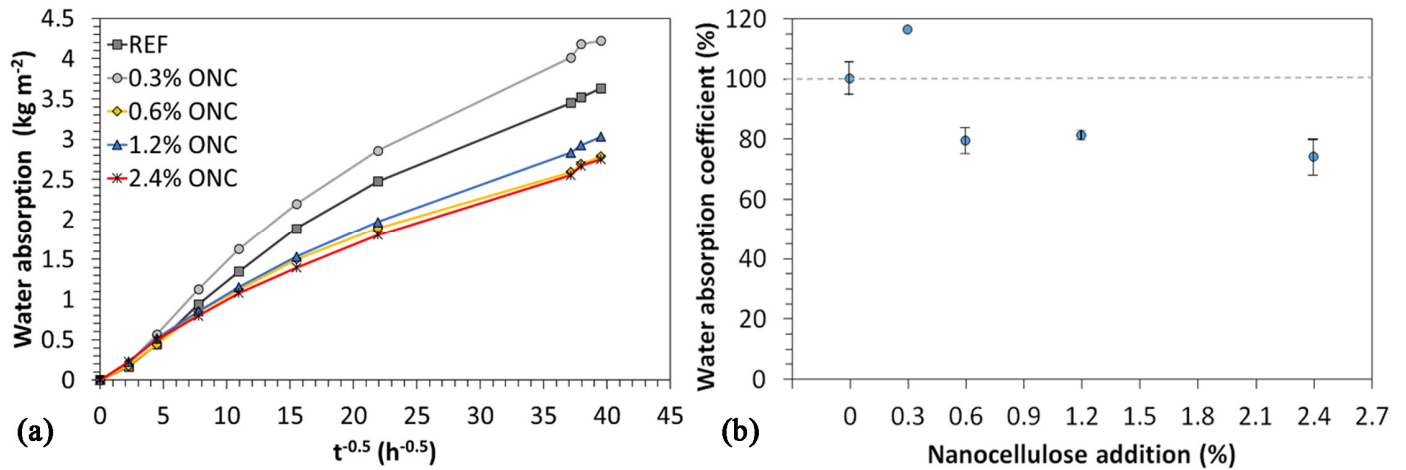 4.5
4
3.5
3
2.5
2
1.5
1
0.5
0
Water absorption (kg m-2)
REF
0.3% ONC
0.6% ONC
1.2% ONC
2.4% ONC
0 5 10 15 20 25 30 35 40 45
t-0.5 (h-0.5)
(a)
120
100
80
60
40
20
0
Water absorption coefficient (%)
0 0.3 0.6 0.9 1.2 1.5 1.8 2.1 2.4 2.7
Nanocellulose addition (%)
(b)